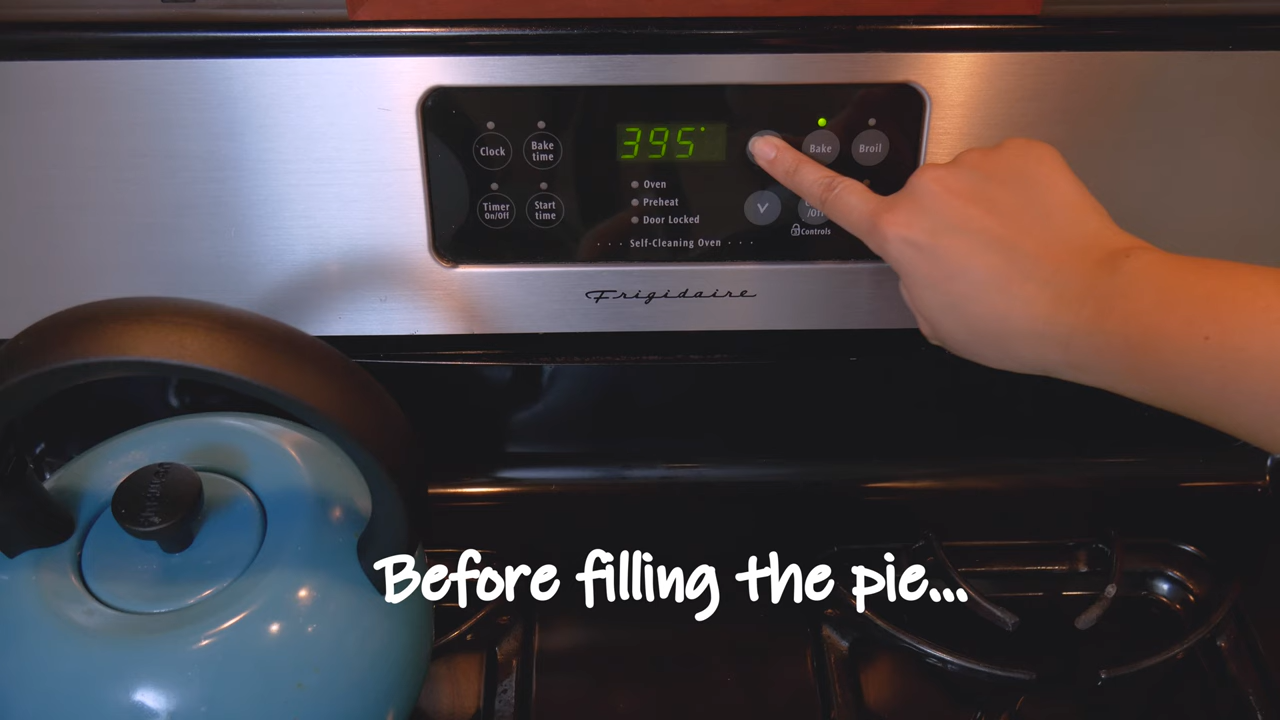 Clock
Bake time
395°
Bake
Broil
Timer On/Off
Start time
Oven
Preheat
Door Locked
/Off
Controls
· · · Self-Cleaning Oven · · ·
Frigidaire
Before filling the pie...